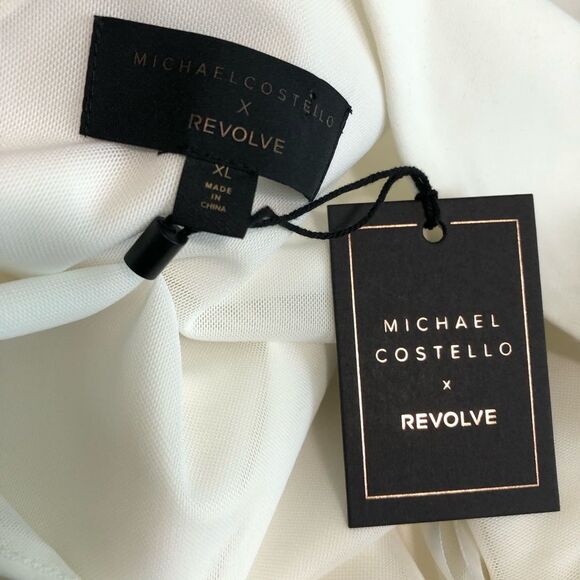 MICHAELCOSTELLO
X
REVOLVE
XL
MADE
IN
CHINA
MICHAEL
COSTELLO
x
REVOLVE